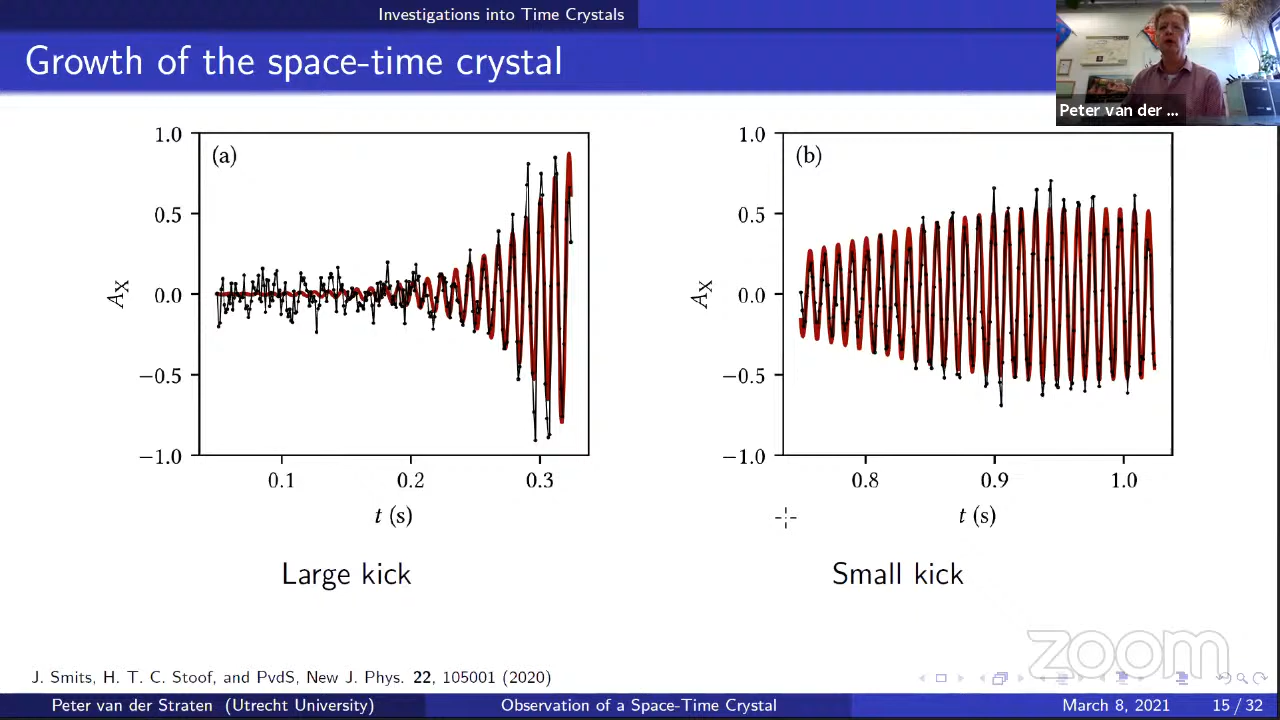 Investigations into Time Crystals
Growth of the space-time crystal
Peter van der ...
(a)
1.0
0.5
0.0
−0.5
−1.0
A_X
0.1
0.2
0.3
t (s)
Large kick
(b)
1.0
0.5
0.0
−0.5
−1.0
A_X
0.8
0.9
1.0
t (s)
Small kick
zoom
J. Smits, H. T. C. Stoof, and PvdS, New J. Phys. 22, 105001 (2020)
Peter van der Straten (Utrecht University)
Observation of a Space-Time Crystal
March 8, 2021
15 / 32